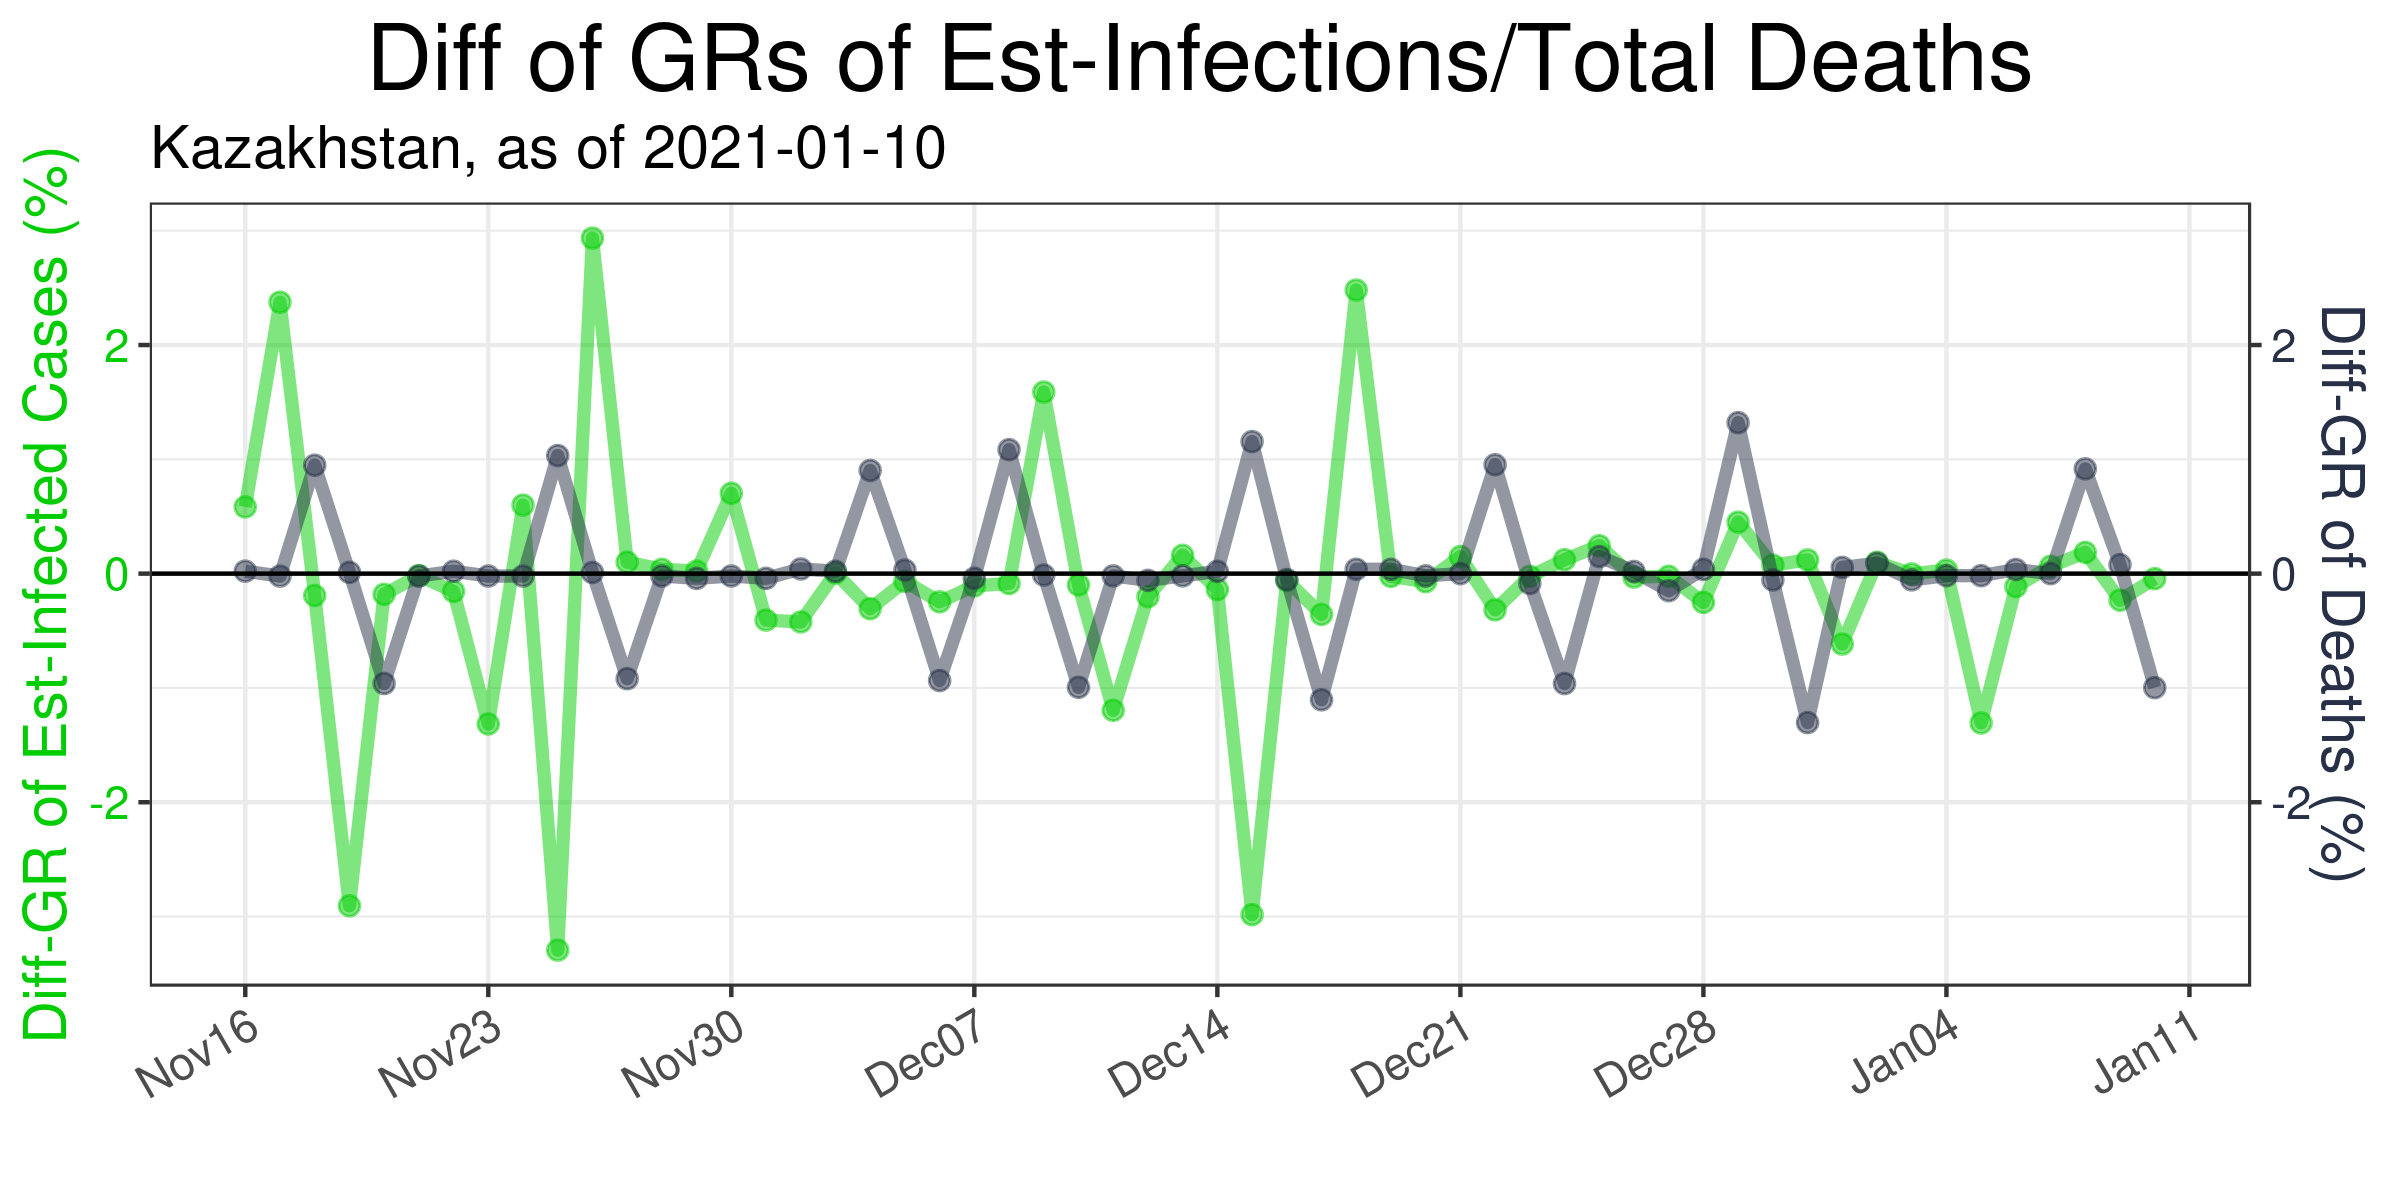 Diff of GRs of Est-Infections/Total Deaths
Kazakhstan, as of 2021-01-10
Diff-GR of Est-Infected Cases (%)
2
0
-2
2
0
-2
Diff-GR of Deaths (%)
Nov16
Nov23
Nov30
Dec07
Dec14
Dec21
Dec28
Jan04
Jan11